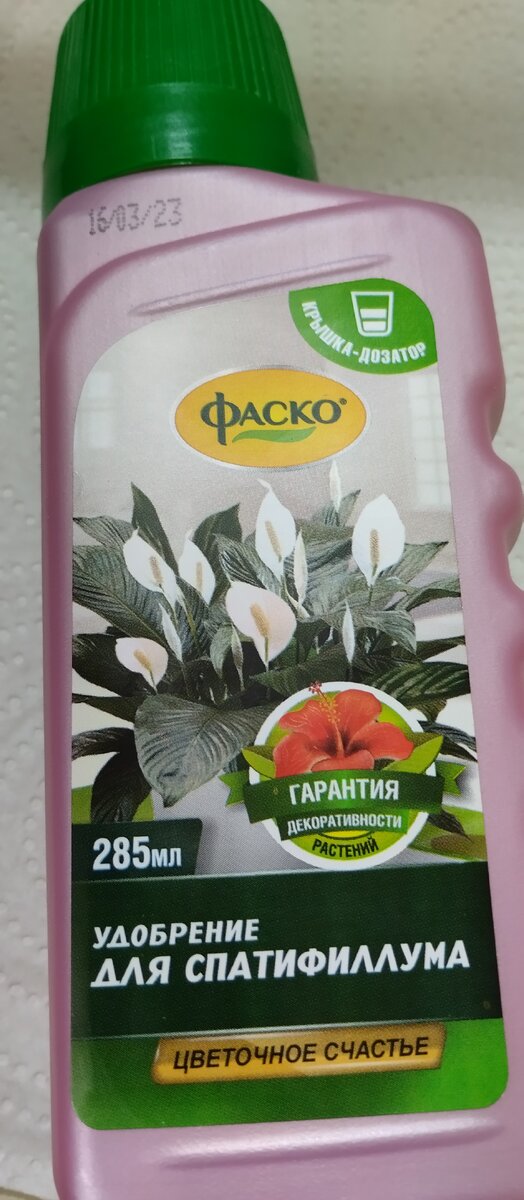 16/03/23
КРЫШКА-ДОЗАТОР
ФАСКО®
ГАРАНТИЯ
ДЕКОРАТИВНОСТИ
РАСТЕНИЙ
285мл
УДОБРЕНИЕ
ДЛЯ СПАТИФИЛЛУМА
ЦВЕТОЧНОЕ СЧАСТЬЕ